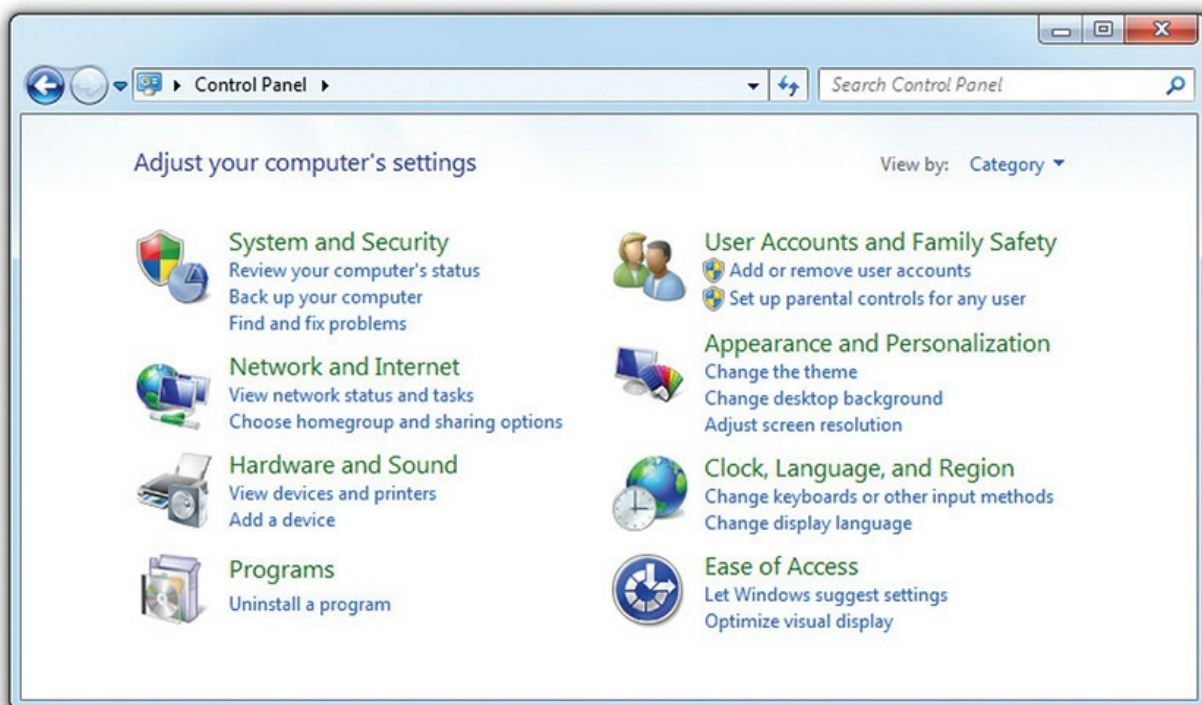 Control Panel
Search Control Panel
Adjust your computer's settings
View by: Category
System and Security
Review your computer's status
Back up your computer
Find and fix problems
Network and Internet
View network status and tasks
Choose homegroup and sharing options
Hardware and Sound
View devices and printers
Add a device
Programs
Uninstall a program
User Accounts and Family Safety
Add or remove user accounts
Set up parental controls for any user
Appearance and Personalization
Change the theme
Change desktop background
Adjust screen resolution
Clock, Language, and Region
Change keyboards or other input methods
Change display language
Ease of Access
Let Windows suggest settings
Optimize visual display